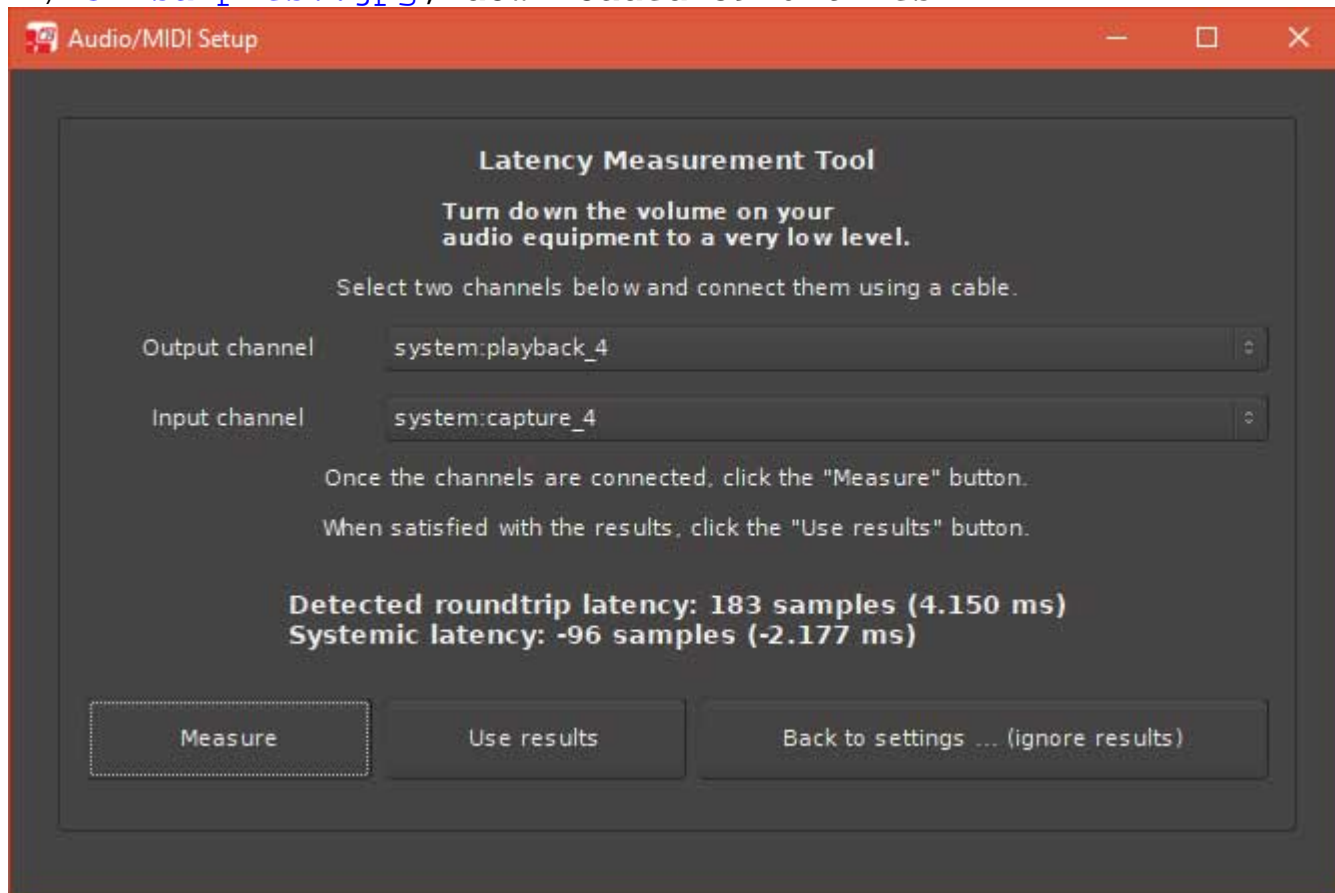 Audio/MIDI Setup
Latency Measurement Tool
Turn down the volume on your
audio equipment to a very low level.
Select two channels below and connect them using a cable.
Output channel system:playback_4
Input channel system:capture_4
Once the channels are connected, click the "Measure" button.
When satisfied with the results, click the "Use results" button.
Detected roundtrip latency: 183 samples (4.150 ms)
Systemic latency: -96 samples (-2.177 ms)
Measure Use results Back to settings ... (ignore results)